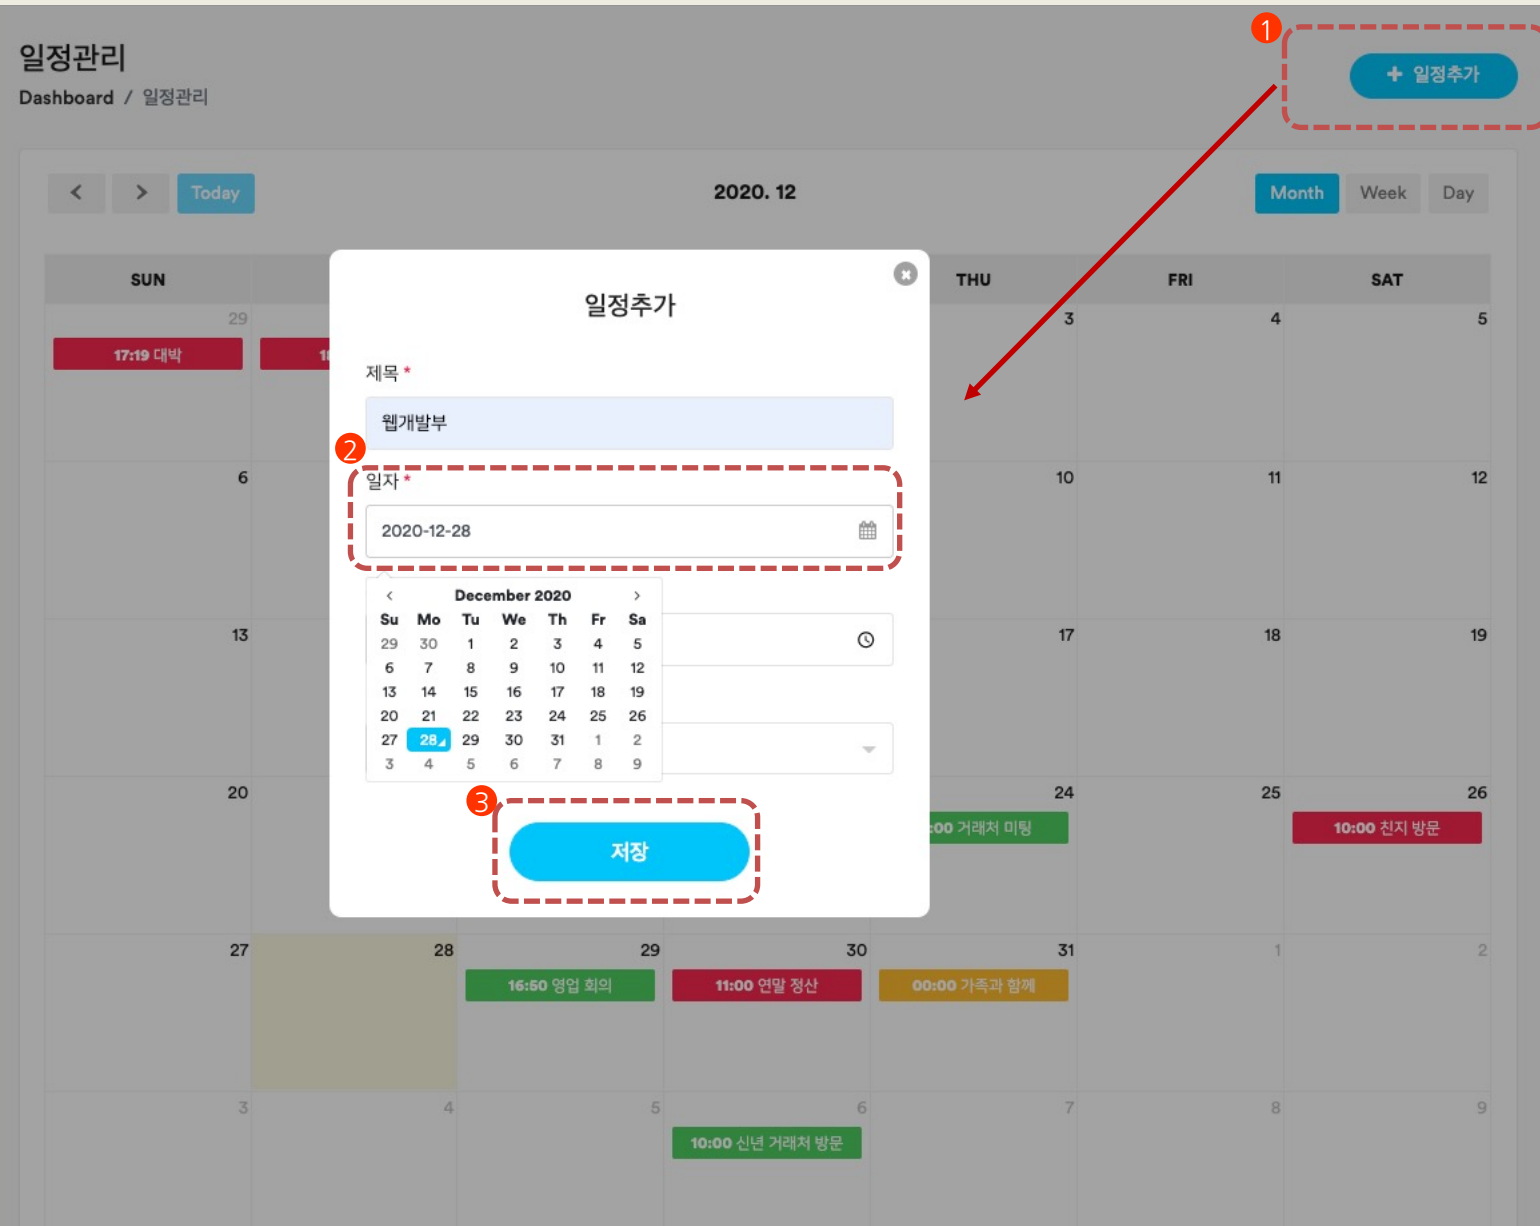 1
일정관리
+ 일정추가
Dashboard / 일정관리
Today
2020. 12
Month Week Day
SUN THU FRI SAT
29 3 4 5
17:19 대박
일정추가
제목 *
웹개발부
2
일자 *
2020-12-28
6 10 11 12
< December 2020 >
Su Mo Tu We Th Fr Sa
29 30 1 2 3 4 5
6 7 8 9 10 11 12
13 14 15 16 17 18 19
20 21 22 23 24 25 26
27 28 29 30 31 1 2
3 4 5 6 7 8 9
13 17 18 19
3
저장
20 24 25 26
:00 거래처 미팅 10:00 친지 방문
27 28 29 30 31 1 2
16:50 영업 회의 11:00 연말 정산 00:00 가족과 함께
3 4 5 6 7 8 9
10:00 신년 거래처 방문